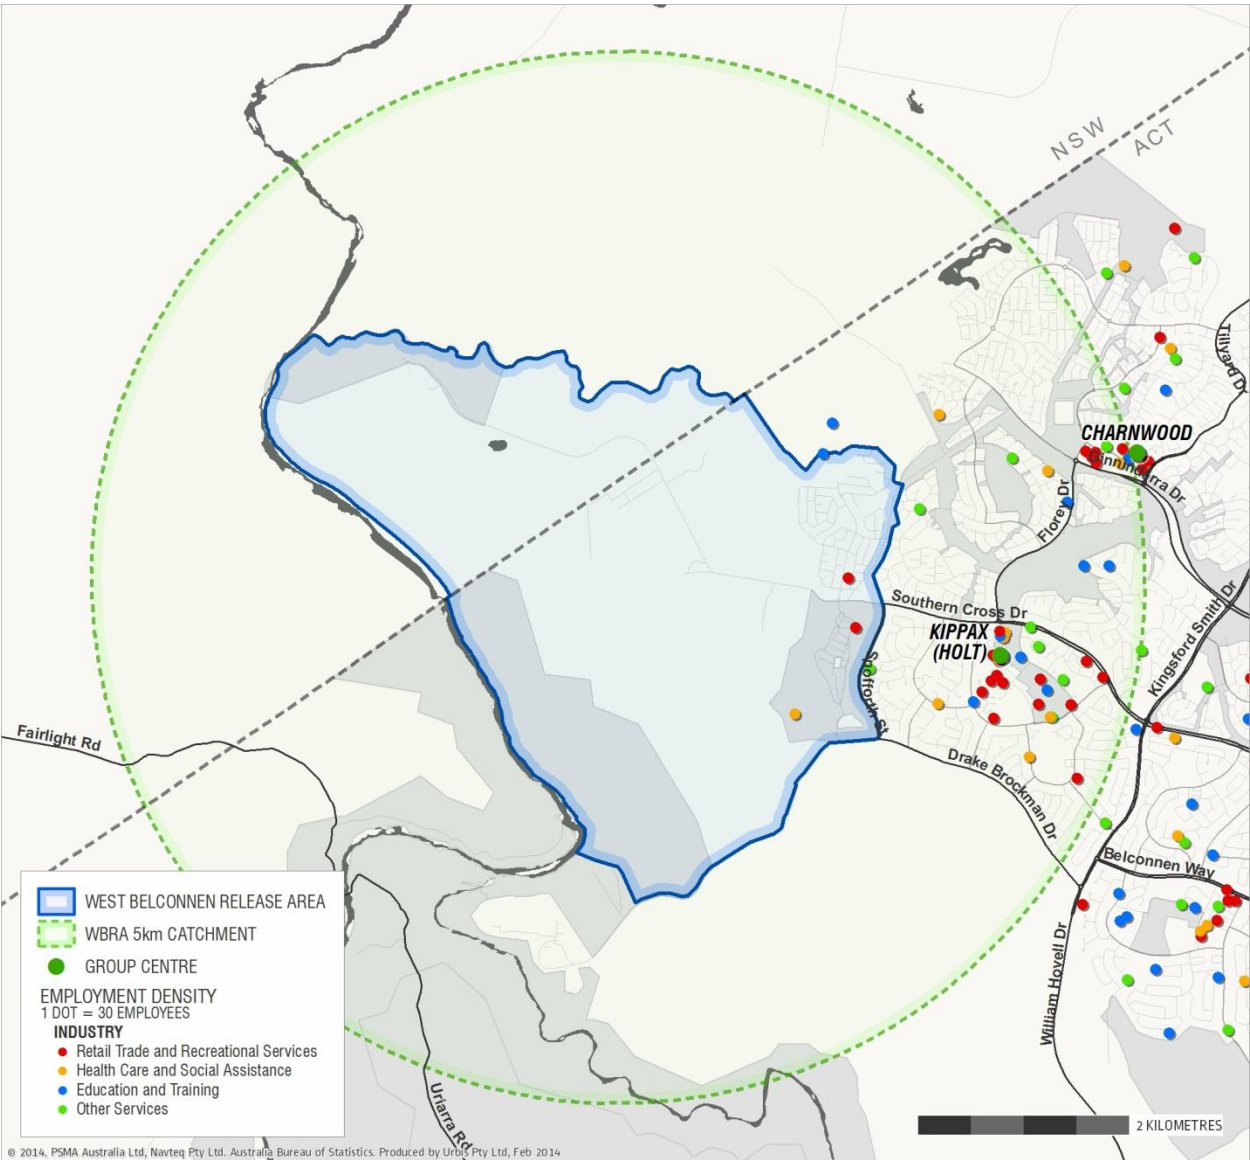 NSW
ACT
Tillyard Dr
CHARNWOOD
Ginninderra Dr
Florey Dr
Southern Cross Dr
KIPPAX
(HOLT)
Kingsford Smith Dr
Spofforth St
Fairlight Rd
Drake Brockman Dr
Belconnen Way
William Hovell Dr
Uriarra Rd
WEST BELCONNEN RELEASE AREA
WBRA 5km CATCHMENT
GROUP CENTRE
EMPLOYMENT DENSITY
1 DOT = 30 EMPLOYEES
INDUSTRY
Retail Trade and Recreational Services
Health Care and Social Assistance
Education and Training
Other Services
2 KILOMETRES
© 2014. PSMA Australia Ltd, Navteq Pty Ltd. Australia Bureau of Statistics. Produced by Urbis Pty Ltd, Feb 2014